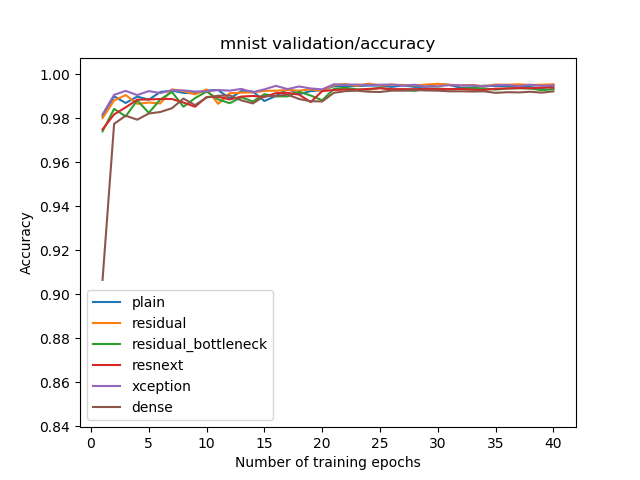 mnist validation/accuracy
1.00
0.98
0.96
0.94
0.92
0.90
0.88
0.86
0.84
Accuracy
plain
residual
residual_bottleneck
resnext
xception
dense
0 5 10 15 20 25 30 35 40
Number of training epochs